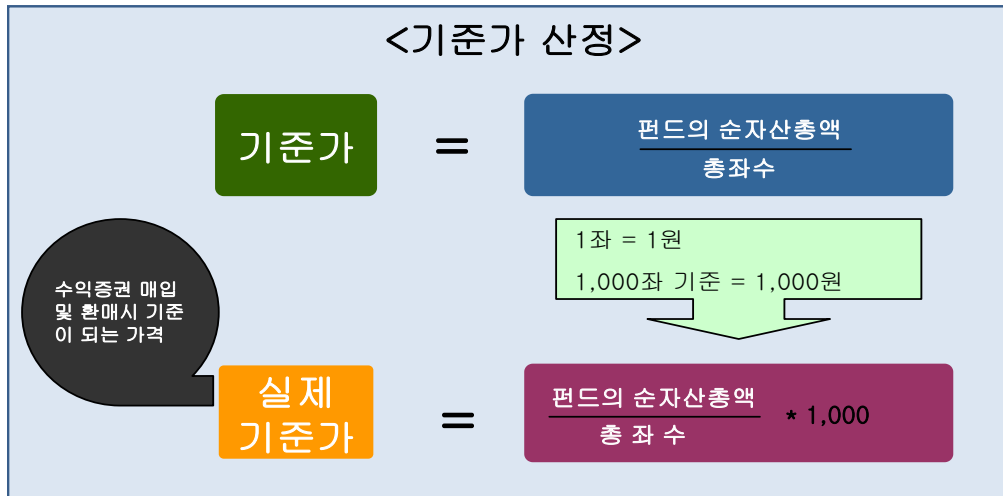 <기준가 산정>
기준가
=
펀드의 순자산총액
총좌수
1좌 = 1원
1,000좌 기준 = 1,000원
수익증권 매입
및 환매시 기준
이 되는 가격
실제
기준가
=
펀드의 순자산총액
총 좌 수
* 1,000